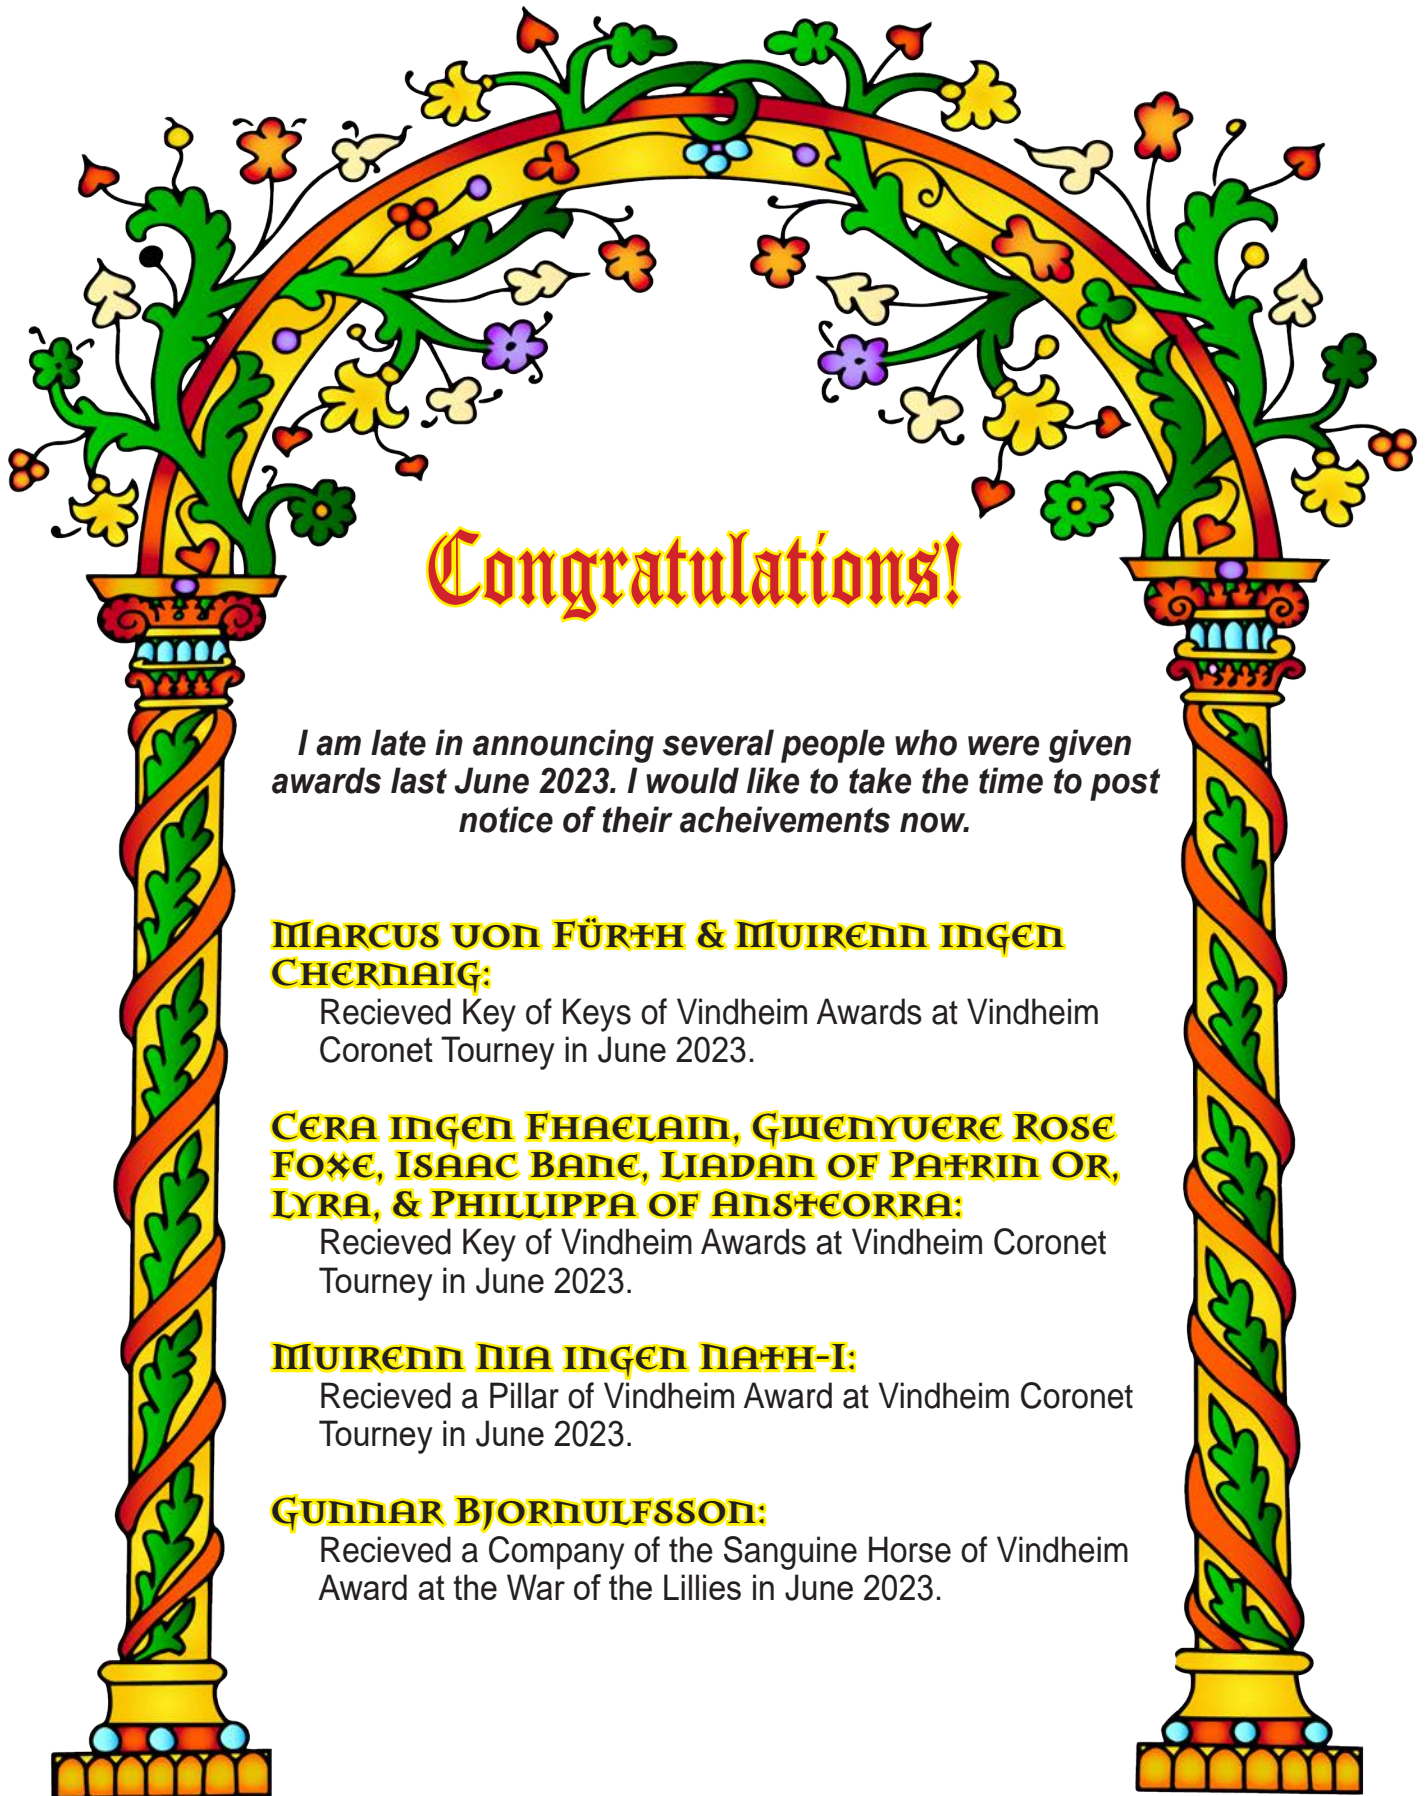 Congratulations!
I am late in announcing several people who were given
awards last June 2023. I would like to take the time to post
notice of their acheivements now.
Marcus von Fürth & Muirenn ingen
Chernaig:
Recieved Key of Keys of Vindheim Awards at Vindheim
Coronet Tourney in June 2023.
Cera ingen Fhaelain, Gwenyvere Rose
Foxe, Isaac Bane, Liadan of Patrin Or,
Lyra, & Phillippa of Ansteorra:
Recieved Key of Vindheim Awards at Vindheim Coronet
Tourney in June 2023.
Muirenn Nia ingen Nath-I:
Recieved a Pillar of Vindheim Award at Vindheim Coronet
Tourney in June 2023.
Gunnar Bjornulfsson:
Recieved a Company of the Sanguine Horse of Vindheim
Award at the War of the Lillies in June 2023.